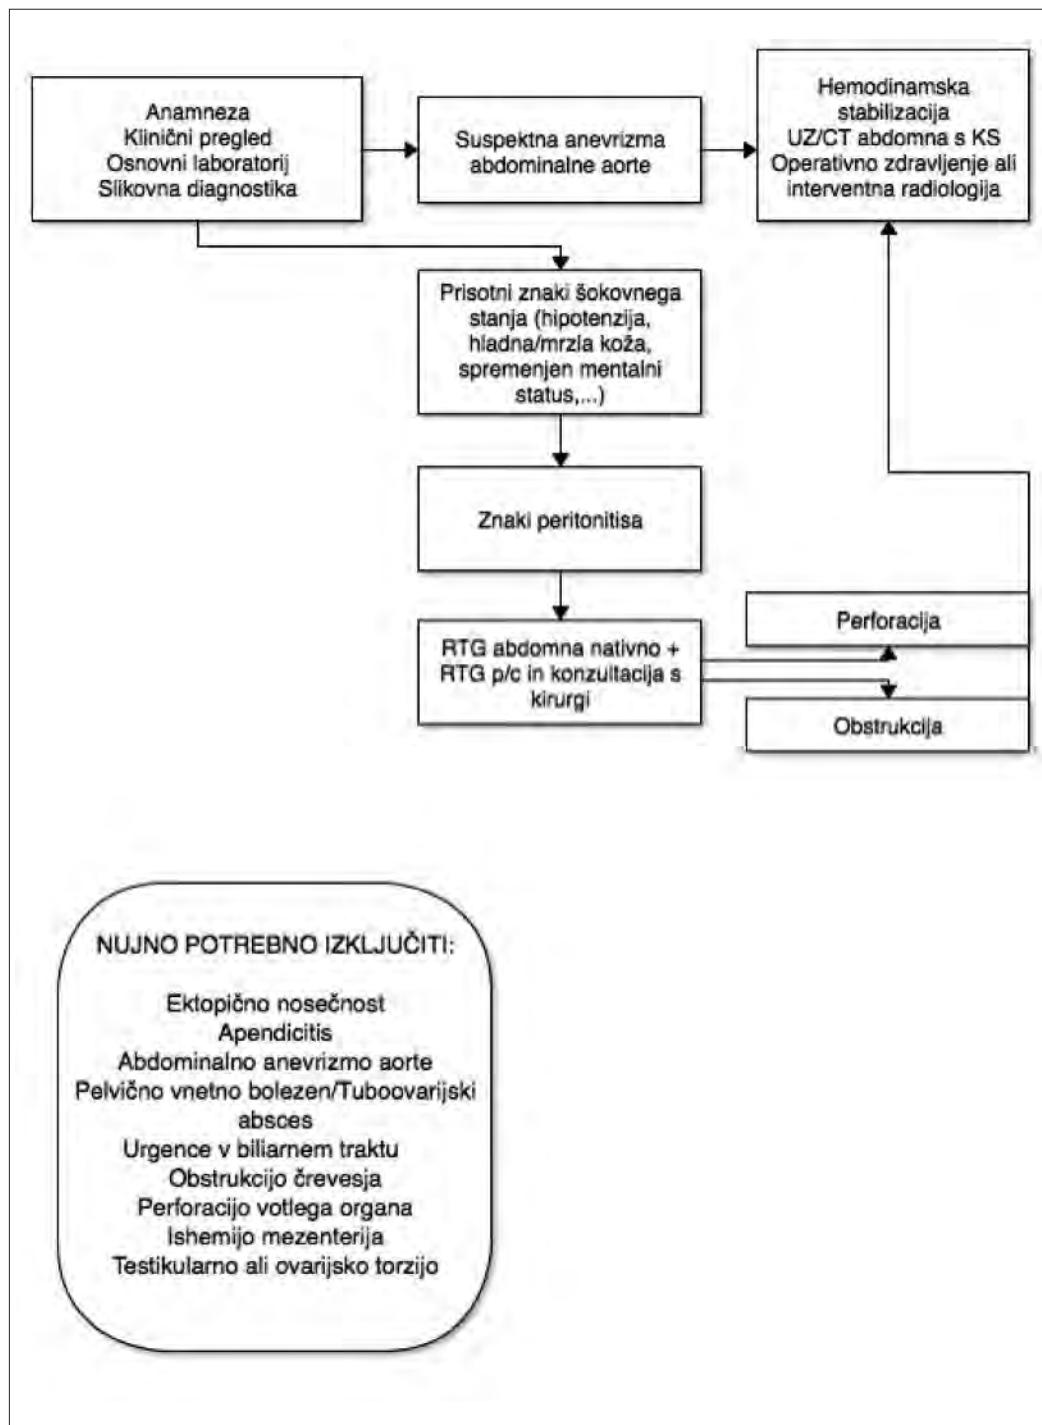 Anamneza
Klinični pregled
Osnovni laboratorij
Slikovna diagnostika
Suspektna anevrizma
abdominalne aorte
Hemodinamska
stabilizacija
UZ/CT abdomna s KS
Operativno zdravljenje ali
interventna radiologija
Prisotni znaki šokovnega
stanja (hipotenzija,
hladna/mrzla koža,
spremenjen mentalni
status,...)
Znaki peritonitisa
RTG abdomna nativno +
RTG p/c in konzultacija s
kirurgi
Perforacija
Obstrukcija
NUJNO POTREBNO IZKLJUČITI:
Ektopično nosečnost
Apendicitis
Abdominalno anevrizmo aorte
Pelvično vnetno bolezen/Tuboovarijski
absces
Urgence v biliarnem traktu
Obstrukcijo črevesja
Perforacijo votlega organa
Ishemijo mezenterija
Testikularno ali ovarijsko torzijo